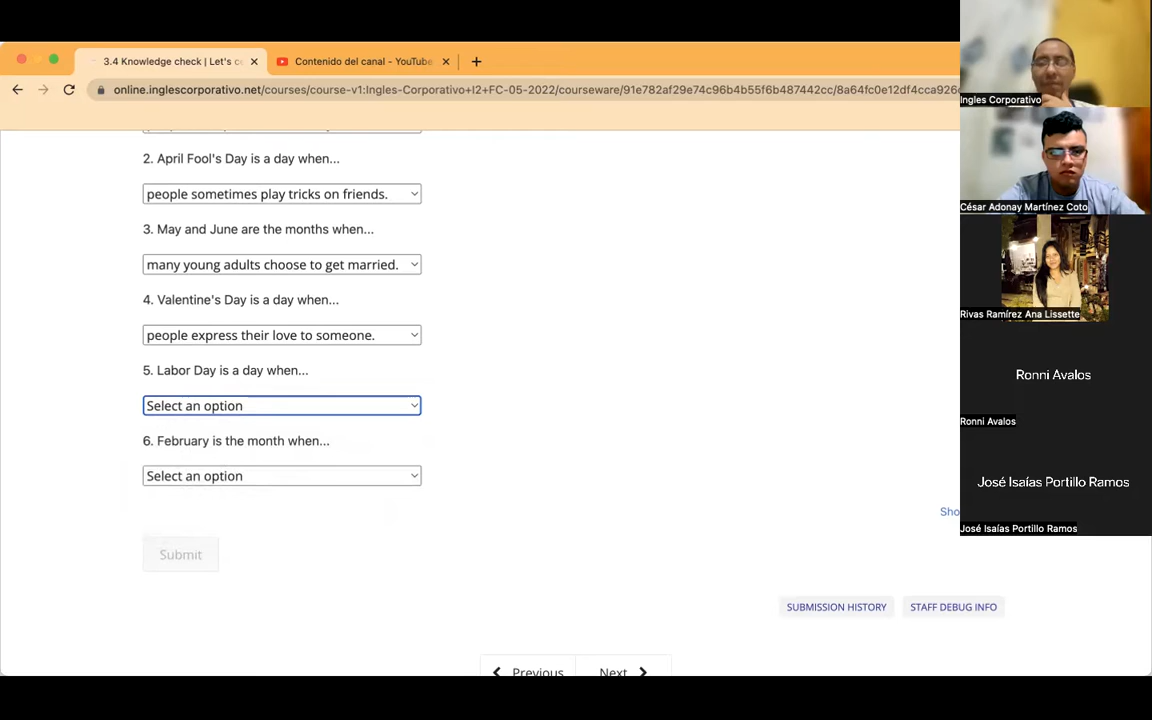 3.4 Knowledge check | Let's c
Contenido del canal - YouTube
online.inglescorporativo.net/courses/course-v1:Ingles-Corporativo+I2+FC-05-2022/courseware/91e782af29e74c96b4b55f6b487442cc/8a64fc0e12df4cca926
2. April Fool's Day is a day when...
people sometimes play tricks on friends.
3. May and June are the months when...
many young adults choose to get married.
4. Valentine's Day is a day when...
people express their love to someone.
5. Labor Day is a day when...
Select an option
6. February is the month when...
Select an option
Sho
Submit
SUBMISSION HISTORY
STAFF DEBUG INFO
Previous
Next
Ingles Corporativo
César Adonay Martínez Coto
Rivas Ramírez Ana Lissette
Ronni Avalos
Ronni Avalos
José Isaías Portillo Ramos
José Isaías Portillo Ramos